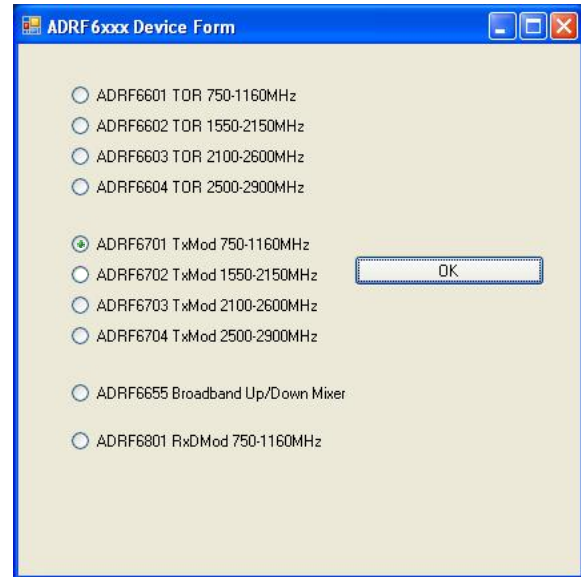 ADRF6xxx Device Form
ADRF6601 TOR 750-1160MHz
ADRF6602 TOR 1550-2150MHz
ADRF6603 TOR 2100-2600MHz
ADRF6604 TOR 2500-2900MHz
ADRF6701 TxMod 750-1160MHz
OK
ADRF6702 TxMod 1550-2150MHz
ADRF6703 TxMod 2100-2600MHz
ADRF6704 TxMod 2500-2900MHz
ADRF6655 Broadband Up/Down Mixer
ADRF6801 RxDMod 750-1160MHz